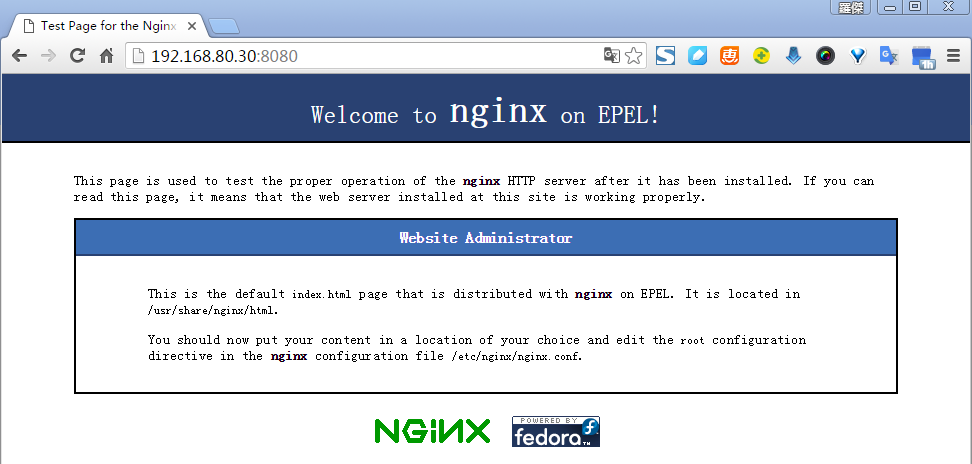 羅傑
Test Page for the Nginx
192.168.80.30:8080
1h
Welcome to nginx on EPEL!
This page is used to test the proper operation of the nginx HTTP server after it has been installed. If you can
read this page, it means that the web server installed at this site is working properly.
Website Administrator
This is the default index.html page that is distributed with nginx on EPEL. It is located in
/usr/share/nginx/html.
You should now put your content in a location of your choice and edit the root configuration
directive in the nginx configuration file /etc/nginx/nginx.conf.
NGINX
POWERED BY
fedora